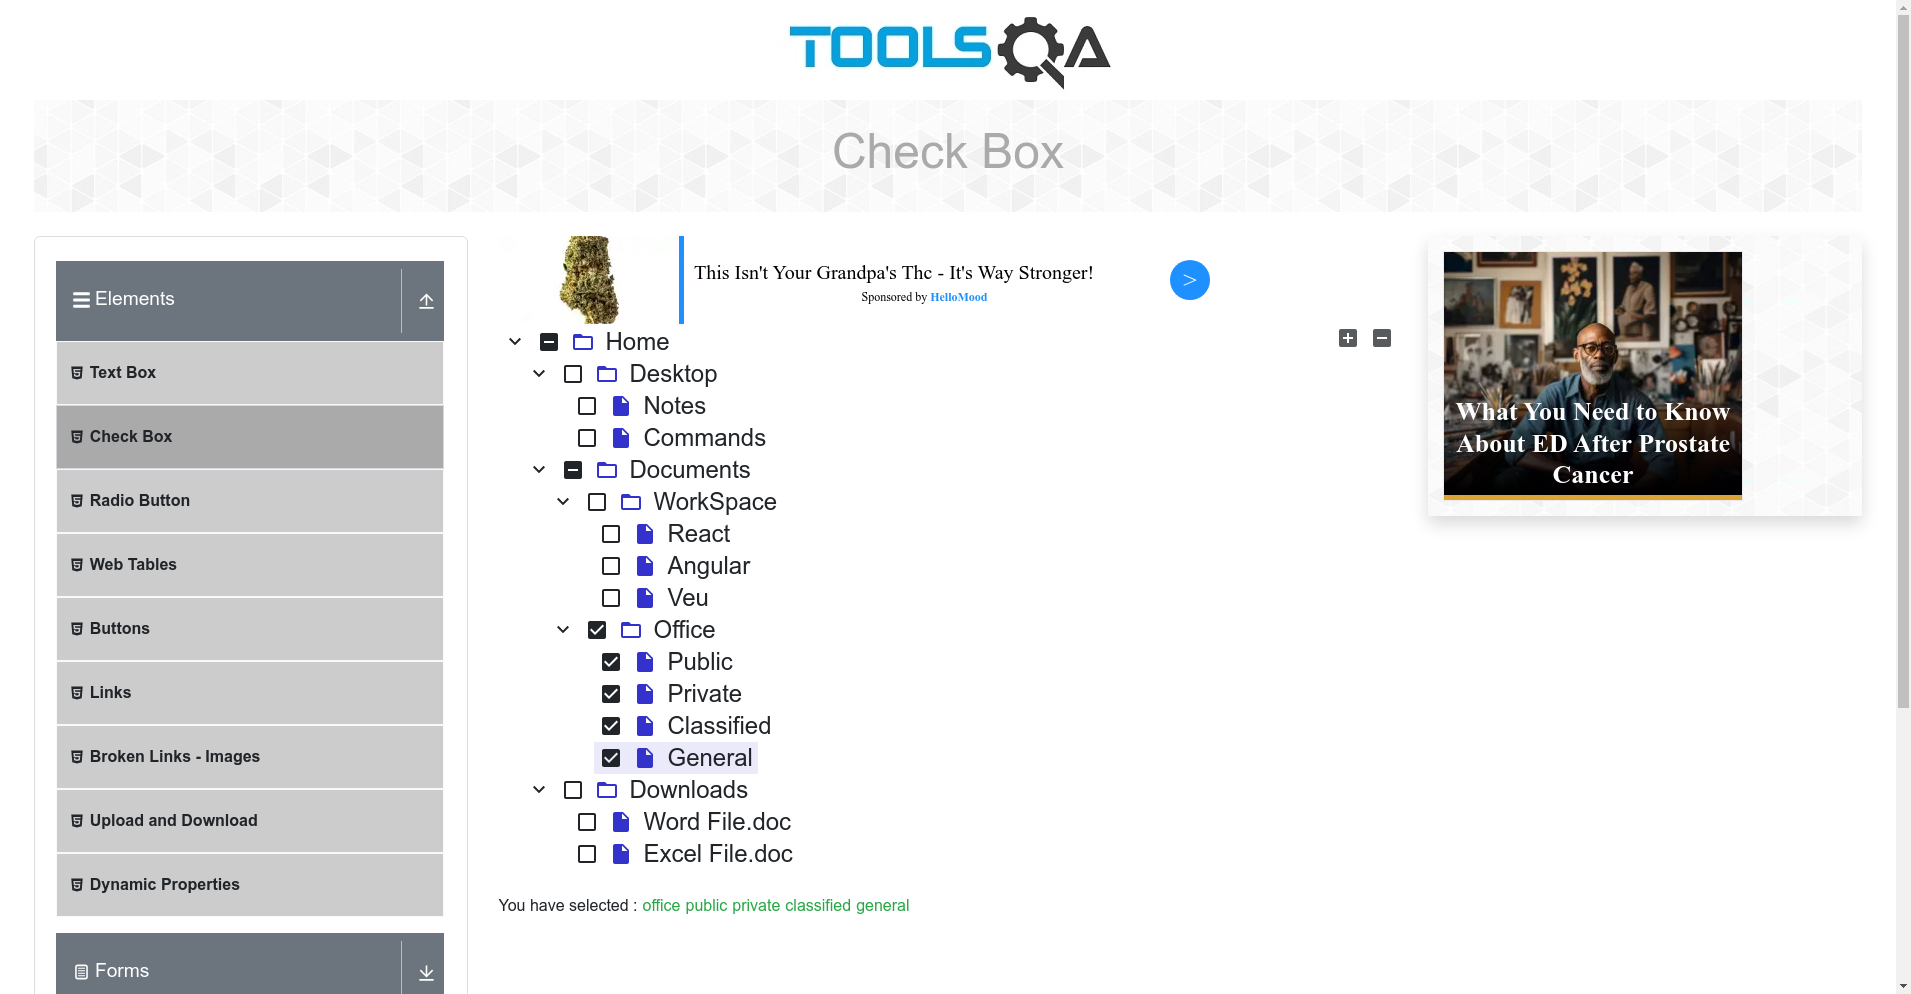 TOOLSQA
Check Box
Elements
Text Box
Check Box
Radio Button
Web Tables
Buttons
Links
Broken Links - Images
Upload and Download
Dynamic Properties
Forms
This Isn't Your Grandpa's Thc - It's Way Stronger!
Sponsored by HelloMood
>
Home
Desktop
Notes
Commands
Documents
WorkSpace
React
Angular
Veu
Office
Public
Private
Classified
General
Downloads
Word File.doc
Excel File.doc
You have selected : office public private classified general
What You Need to Know
About ED After Prostate
Cancer